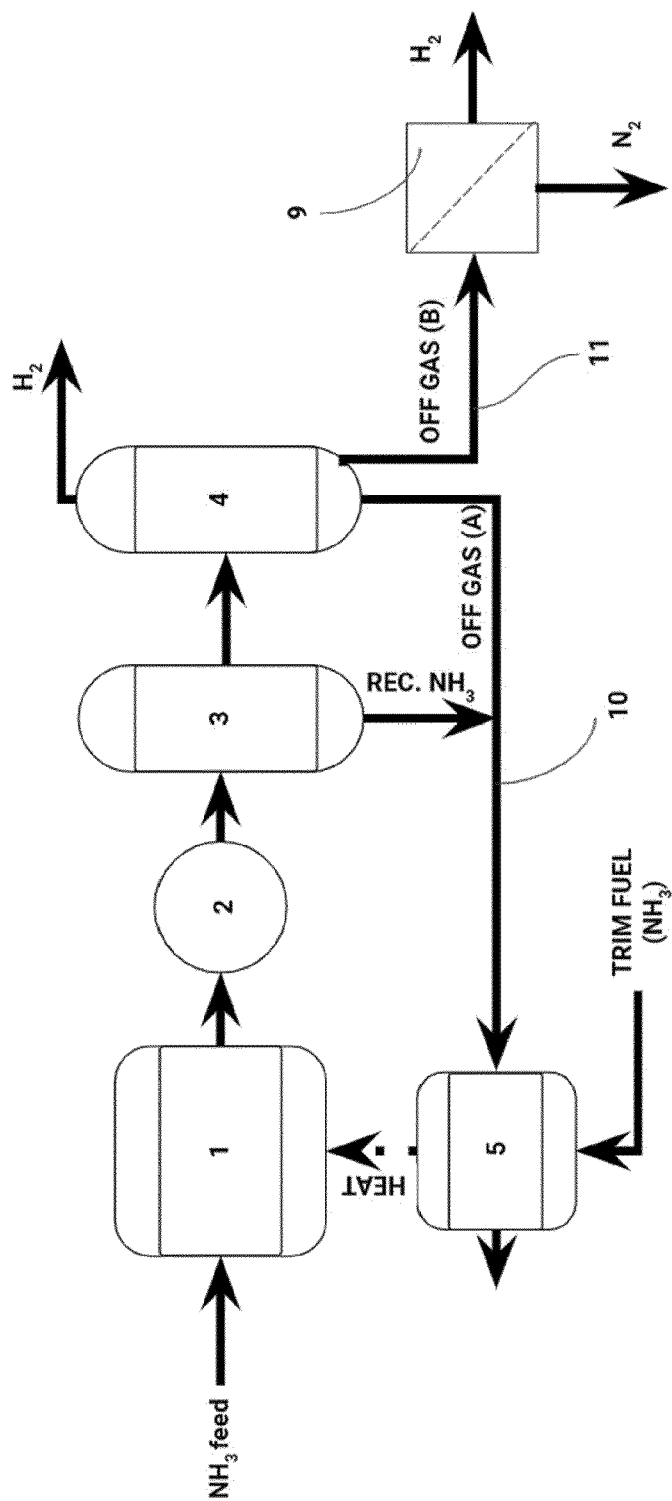 NH3 feed
1
2
3
4
H2
HEAT
5
TRIM FUEL
(NH3)
REC. NH3
10
OFF GAS (A)
OFF GAS (B)
11
9
H2
N2